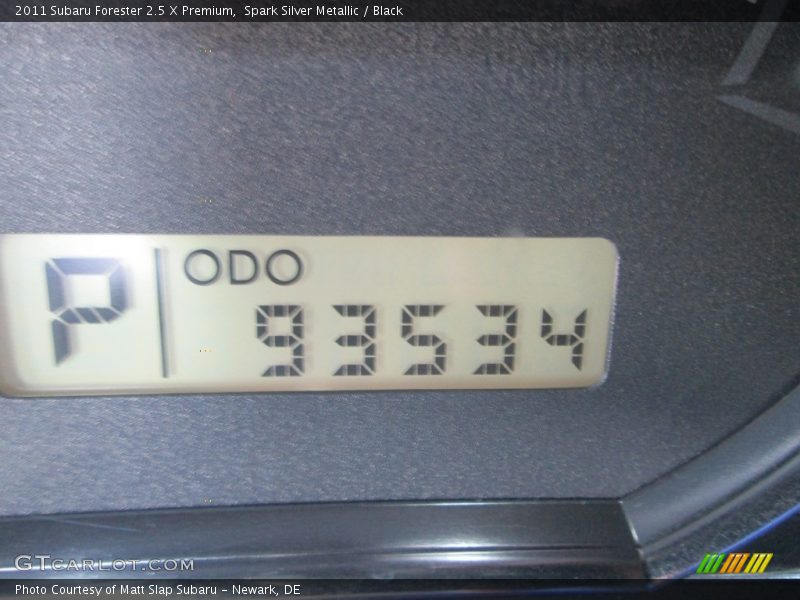 2011 Subaru Forester 2.5 X Premium,  Spark Silver Metallic / Black
P
ODO
93534
GTCARLOT.COM
Photo Courtesy of Matt Slap Subaru - Newark, DE